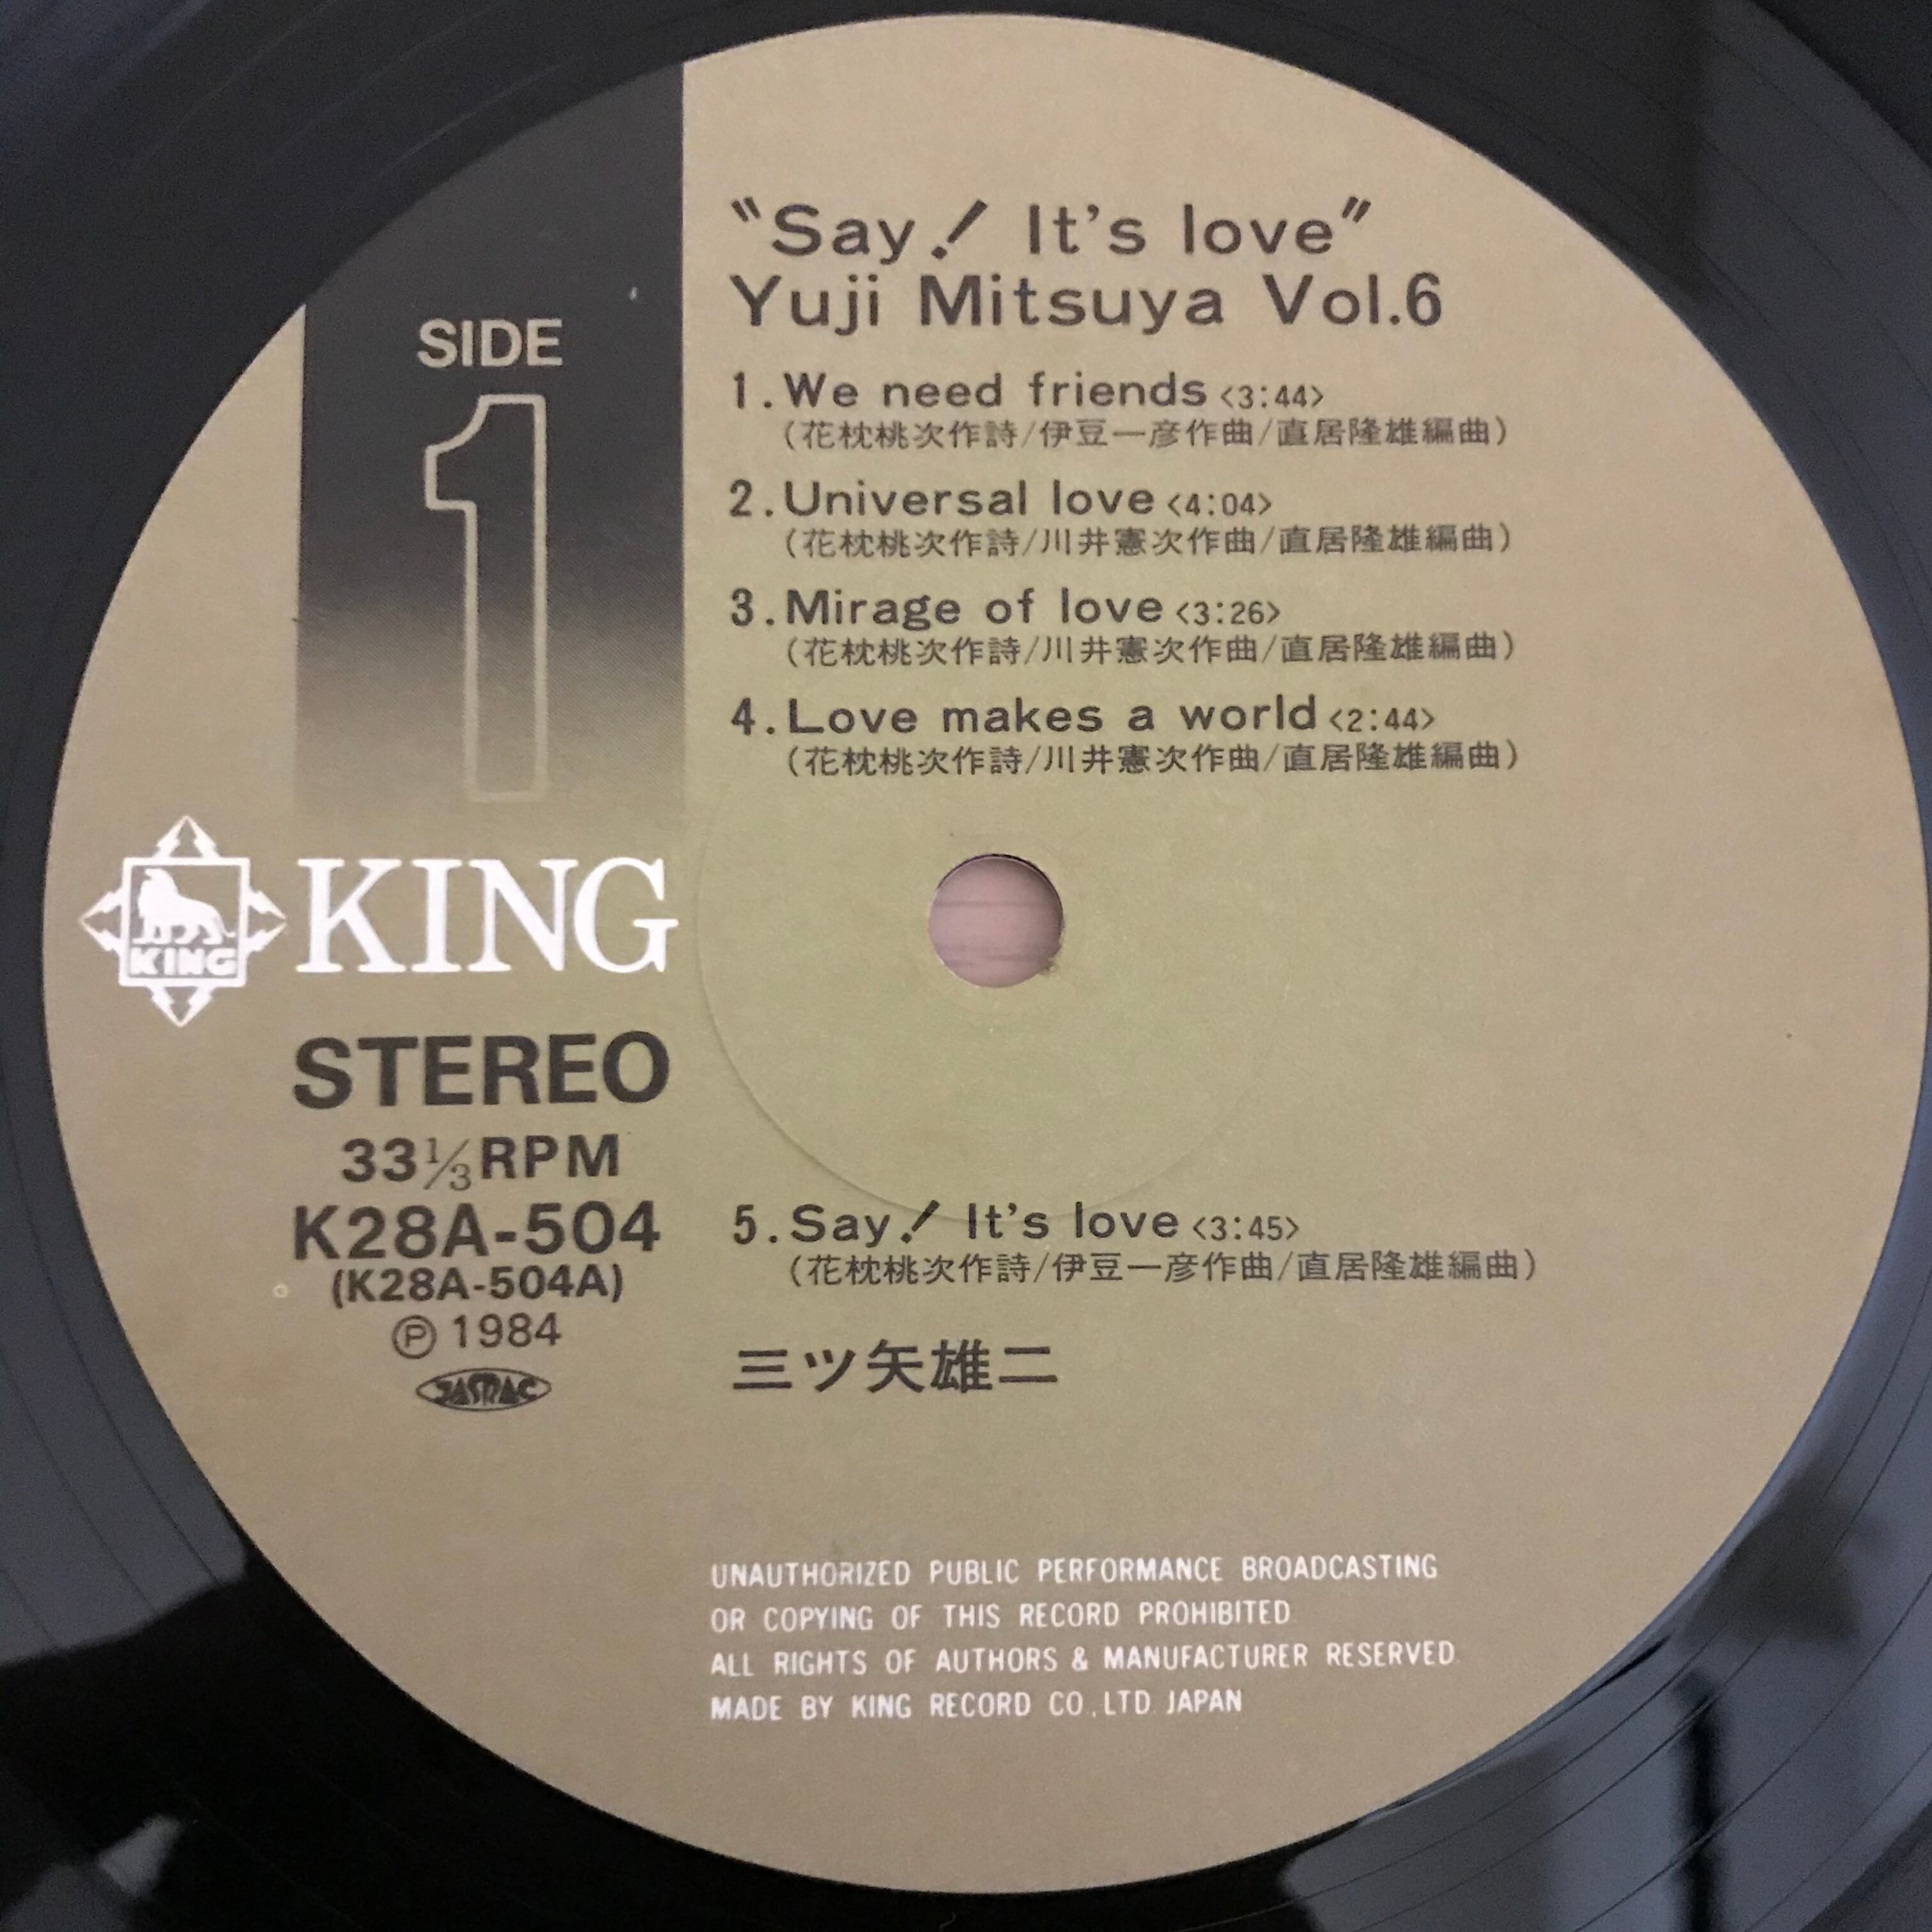 SIDE
1
KING
KING
STEREO
33⅓RPM
K28A-504
(K28A-504A)
Ⓟ1984
JASRAC
“Say! It's love”
Yuji Mitsuya Vol.6
1.We need friends<3:44>
(花枕桃次作詩/伊豆一彦作曲/直居隆雄編曲)
2.Universal love<4:04>
(花枕桃次作詩/川井憲次作曲/直居隆雄編曲)
3.Mirage of love<3:26>
(花枕桃次作詩/川井憲次作曲/直居隆雄編曲)
4.Love makes a world<2:44>
(花枕桃次作詩/川井憲次作曲/直居隆雄編曲)
5.Say! It's love<3:45>
(花枕桃次作詩/伊豆一彦作曲/直居隆雄編曲)
三ツ矢雄二
UNAUTHORIZED PUBLIC PERFORMANCE BROADCASTING
OR COPYING OF THIS RECORD PROHIBITED.
ALL RIGHTS OF AUTHORS & MANUFACTURER RESERVED.
MADE BY KING RECORD CO.,LTD. JAPAN